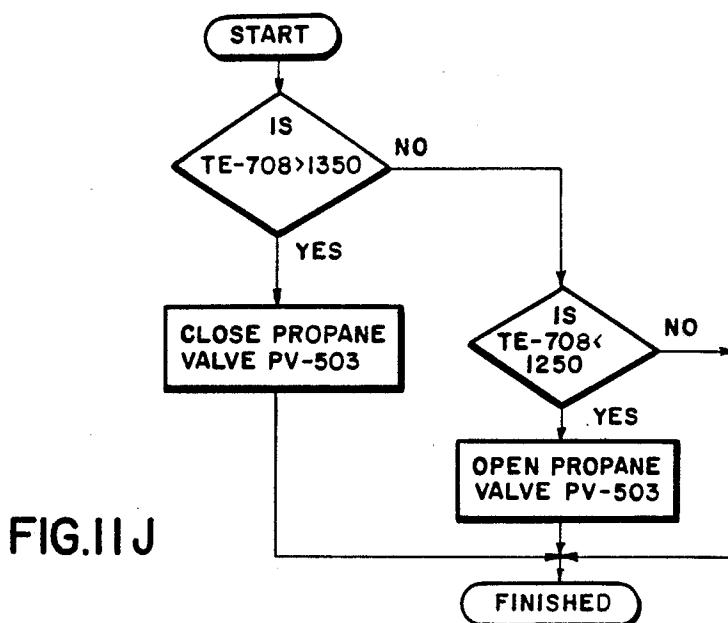 START
IS
TE-708>1350
NO
YES
CLOSE PROPANE
VALVE PV-503
IS
TE-708<
1250
NO
YES
OPEN PROPANE
VALVE PV-503
FINISHED
FIG.11J